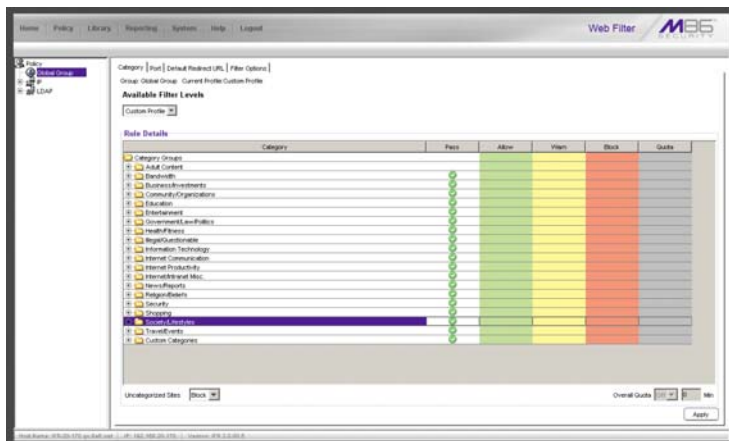 Home Policy Library Reporting System Help Logout
Web Filter
M86
SECURITY
Policy
Global Group
IP
LDAP
Category Port Default Redirect URL Filter Options
Group: Global Group Current Profile:Custom Profile
Available Filter Levels
Custom Profile
Rule Details
Category Pass Allow Warn Block Quota
Category Groups
Adult Content
Bandwidth
Business/Investments
Community/Organizations
Education
Entertainment
Government/Law/Politics
Health/Fitness
Illegal/Questionable
Information Technology
Internet Communication
Internet Productivity
Internet/Intranet Misc.
News/Reports
Religion/Beliefs
Security
Shopping
Society/Lifestyles
Travel/Events
Custom Categories
Uncategorized Sites Block
Overall Quota Off 0 Min
Apply